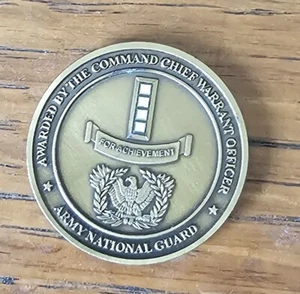 AWARDED BY THE COMMAND CHIEF WARRANT OFFICER
FOR ACHIEVEMENT
ARMY NATIONAL GUARD